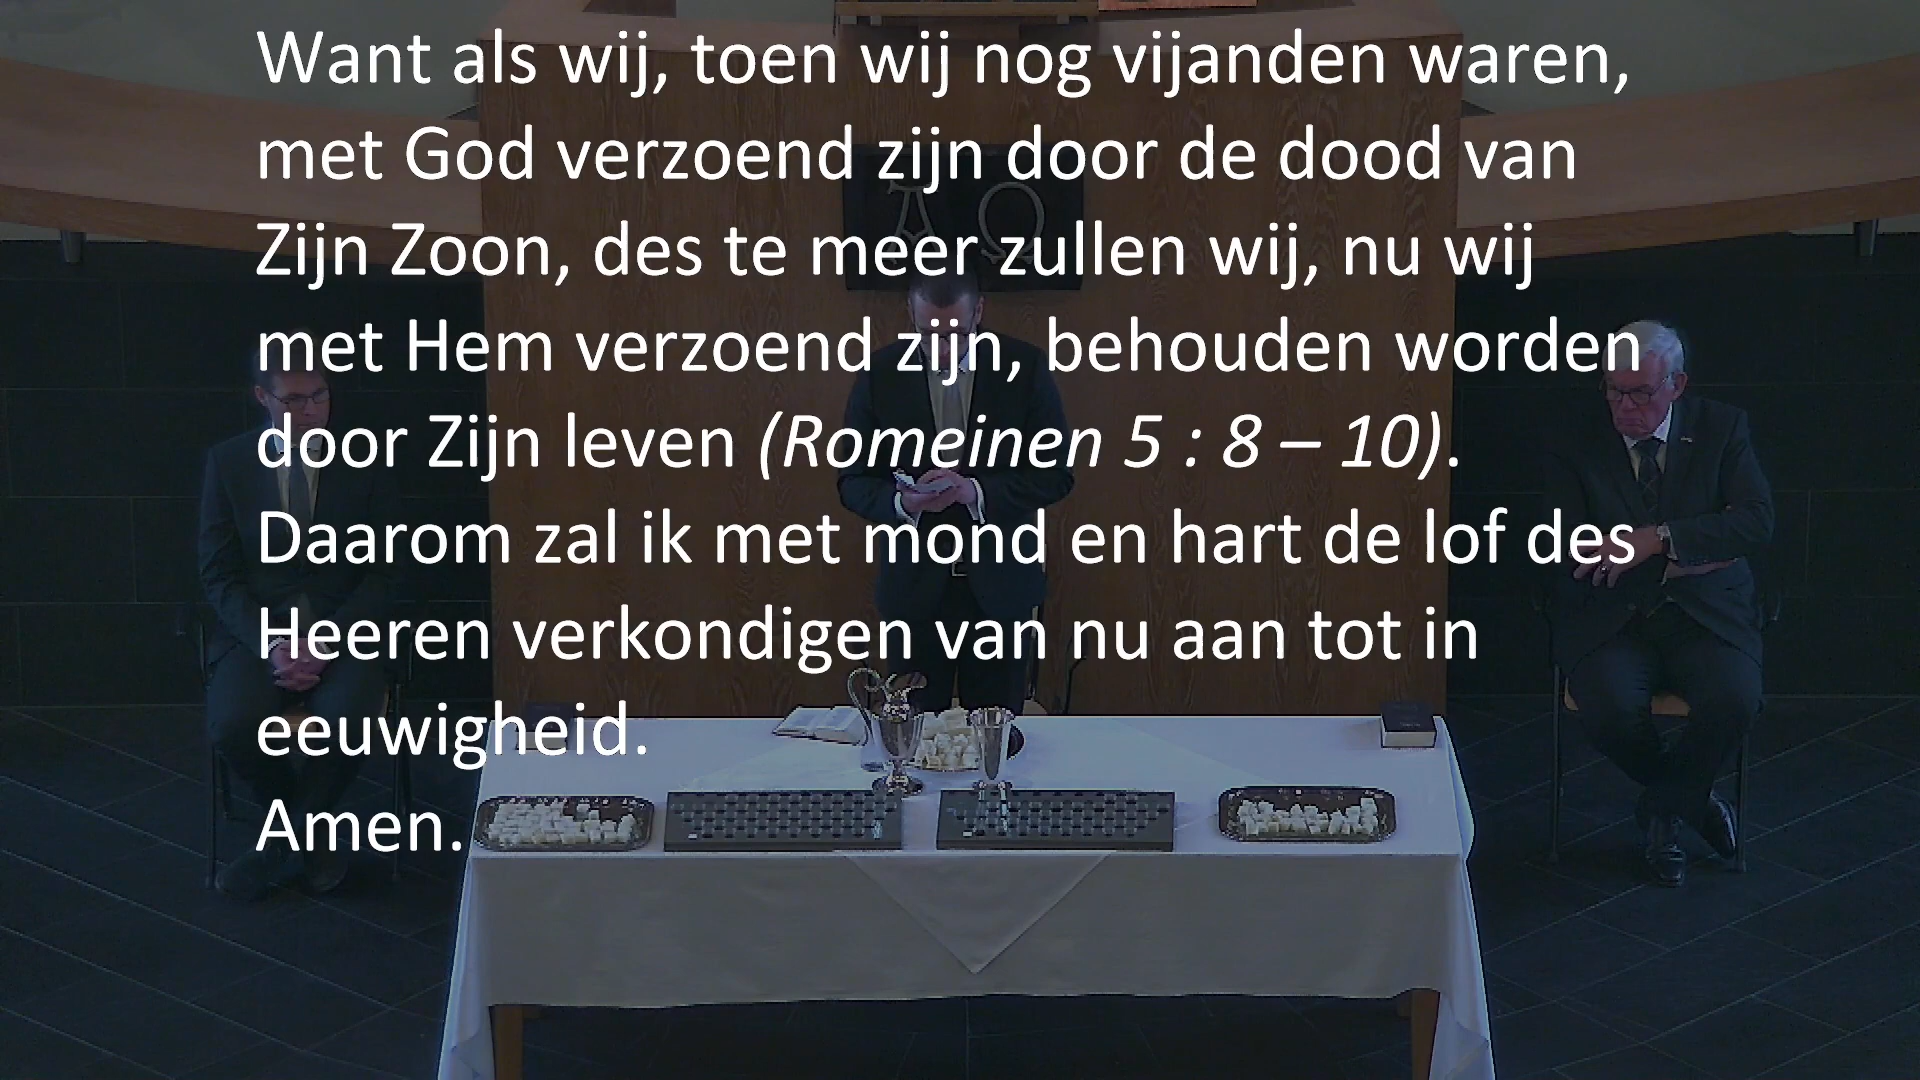 Want als wij, toen wij nog vijanden waren,
met God verzoend zijn door de dood van
Zijn Zoon, des te meer zullen wij, nu wij
met Hem verzoend zijn, behouden worden
door Zijn leven (Romeinen 5 : 8 – 10).
Daarom zal ik met mond en hart de lof des
Heeren verkondigen van nu aan tot in
eeuwigheid.
Amen.
Α Ω